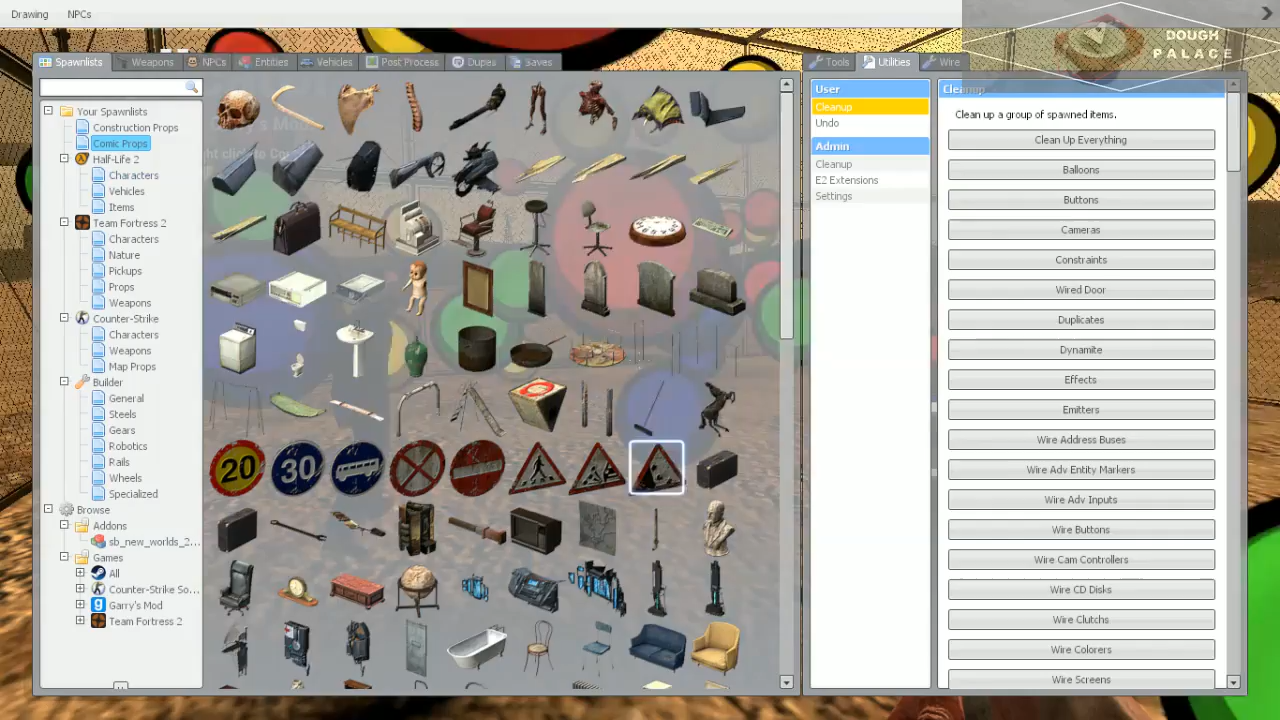 Drawing NPCs
DOUGH
PALACE
Spawnlists Weapons NPCs Entities Vehicles Post Process Dupes Saves
Tools Utilities Wire
Your Spawnlists
Construction Props
Comic Props
Half-Life 2
Characters
Vehicles
Items
Team Fortress 2
Characters
Nature
Pickups
Props
Weapons
Counter-Strike
Characters
Weapons
Map Props
Builder
General
Steels
Gears
Robotics
Rails
Wheels
Specialized
Browse
Addons
sb_new_worlds_2...
Games
All
Counter-Strike So...
Garry's Mod
Team Fortress 2
20 30
User
Cleanup
Undo
Admin
Cleanup
E2 Extensions
Settings
Cleanup
Clean up a group of spawned items.
Clean Up Everything
Balloons
Buttons
Cameras
Constraints
Wired Door
Duplicates
Dynamite
Effects
Emitters
Wire Address Buses
Wire Adv Entity Markers
Wire Adv Inputs
Wire Buttons
Wire Cam Controllers
Wire CD Disks
Wire Clutchs
Wire Colorers
Wire Screens